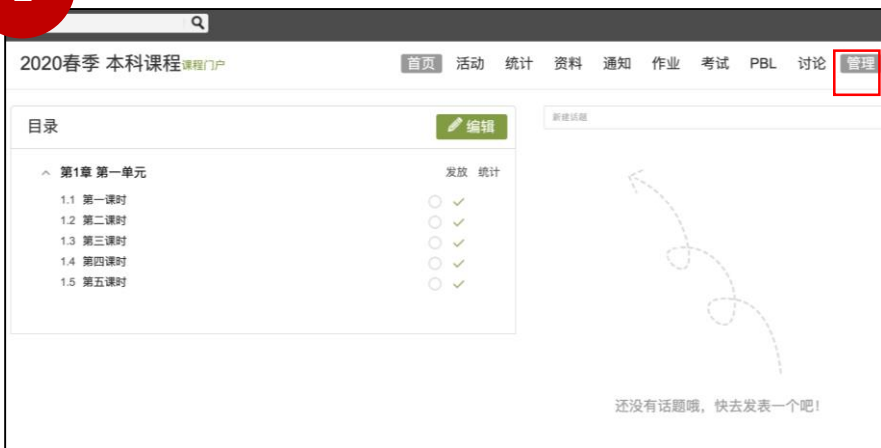 2020春季 本科课程 课程门户
首页 活动 统计 资料 通知 作业 考试 PBL 讨论 管理
目录
编辑
新建话题
第1章 第一单元 发放 统计
1.1 第一课时
1.2 第二课时
1.3 第三课时
1.4 第四课时
1.5 第五课时
还没有话题哦，快去发表一个吧!